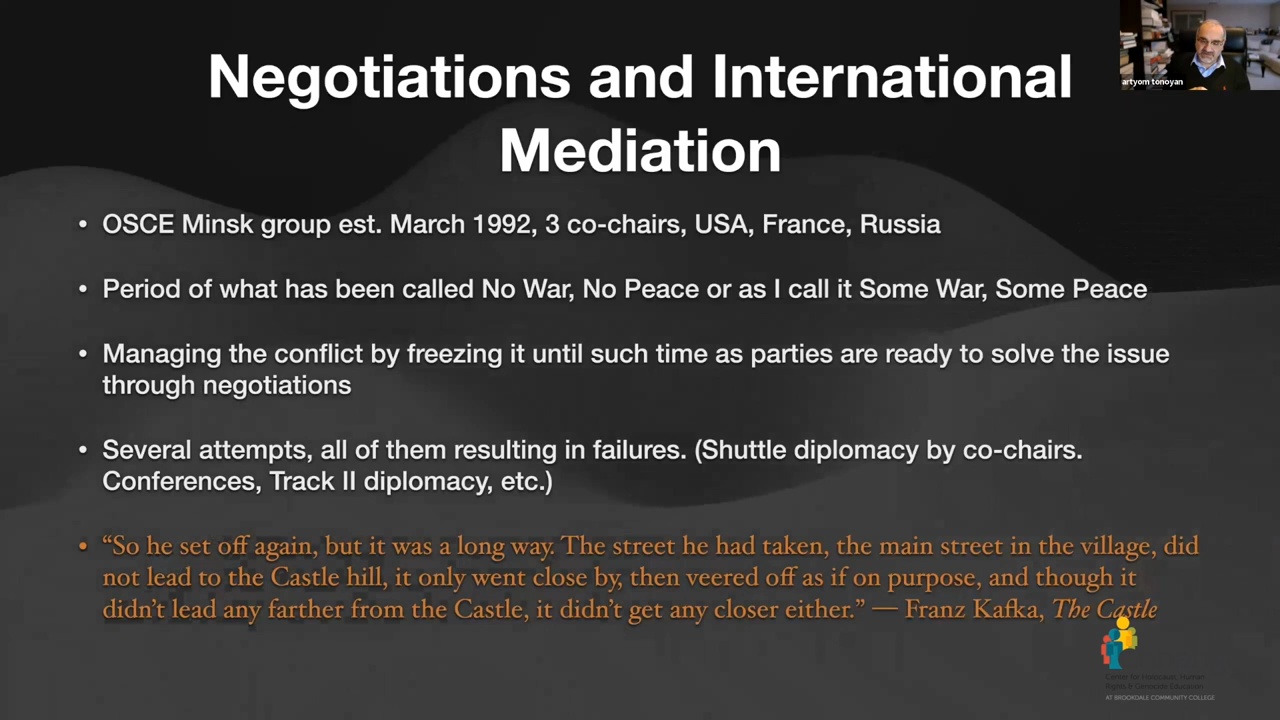 artyom tonoyan
Negotiations and International
Mediation
• OSCE Minsk group est. March 1992, 3 co-chairs, USA, France, Russia
• Period of what has been called No War, No Peace or as I call it Some War, Some Peace
• Managing the conflict by freezing it until such time as parties are ready to solve the issue
through negotiations
• Several attempts, all of them resulting in failures. (Shuttle diplomacy by co-chairs.
Conferences, Track II diplomacy, etc.)
• “So he set off again, but it was a long way. The street he had taken, the main street in the village, did
not lead to the Castle hill, it only went close by, then veered off as if on purpose, and though it
didn’t lead any farther from the Castle, it didn’t get any closer either.” — Franz Kafka, The Castle
Center for Holocaust, Human
Rights & Genocide Education
AT BROOKDALE COMMUNITY COLLEGE